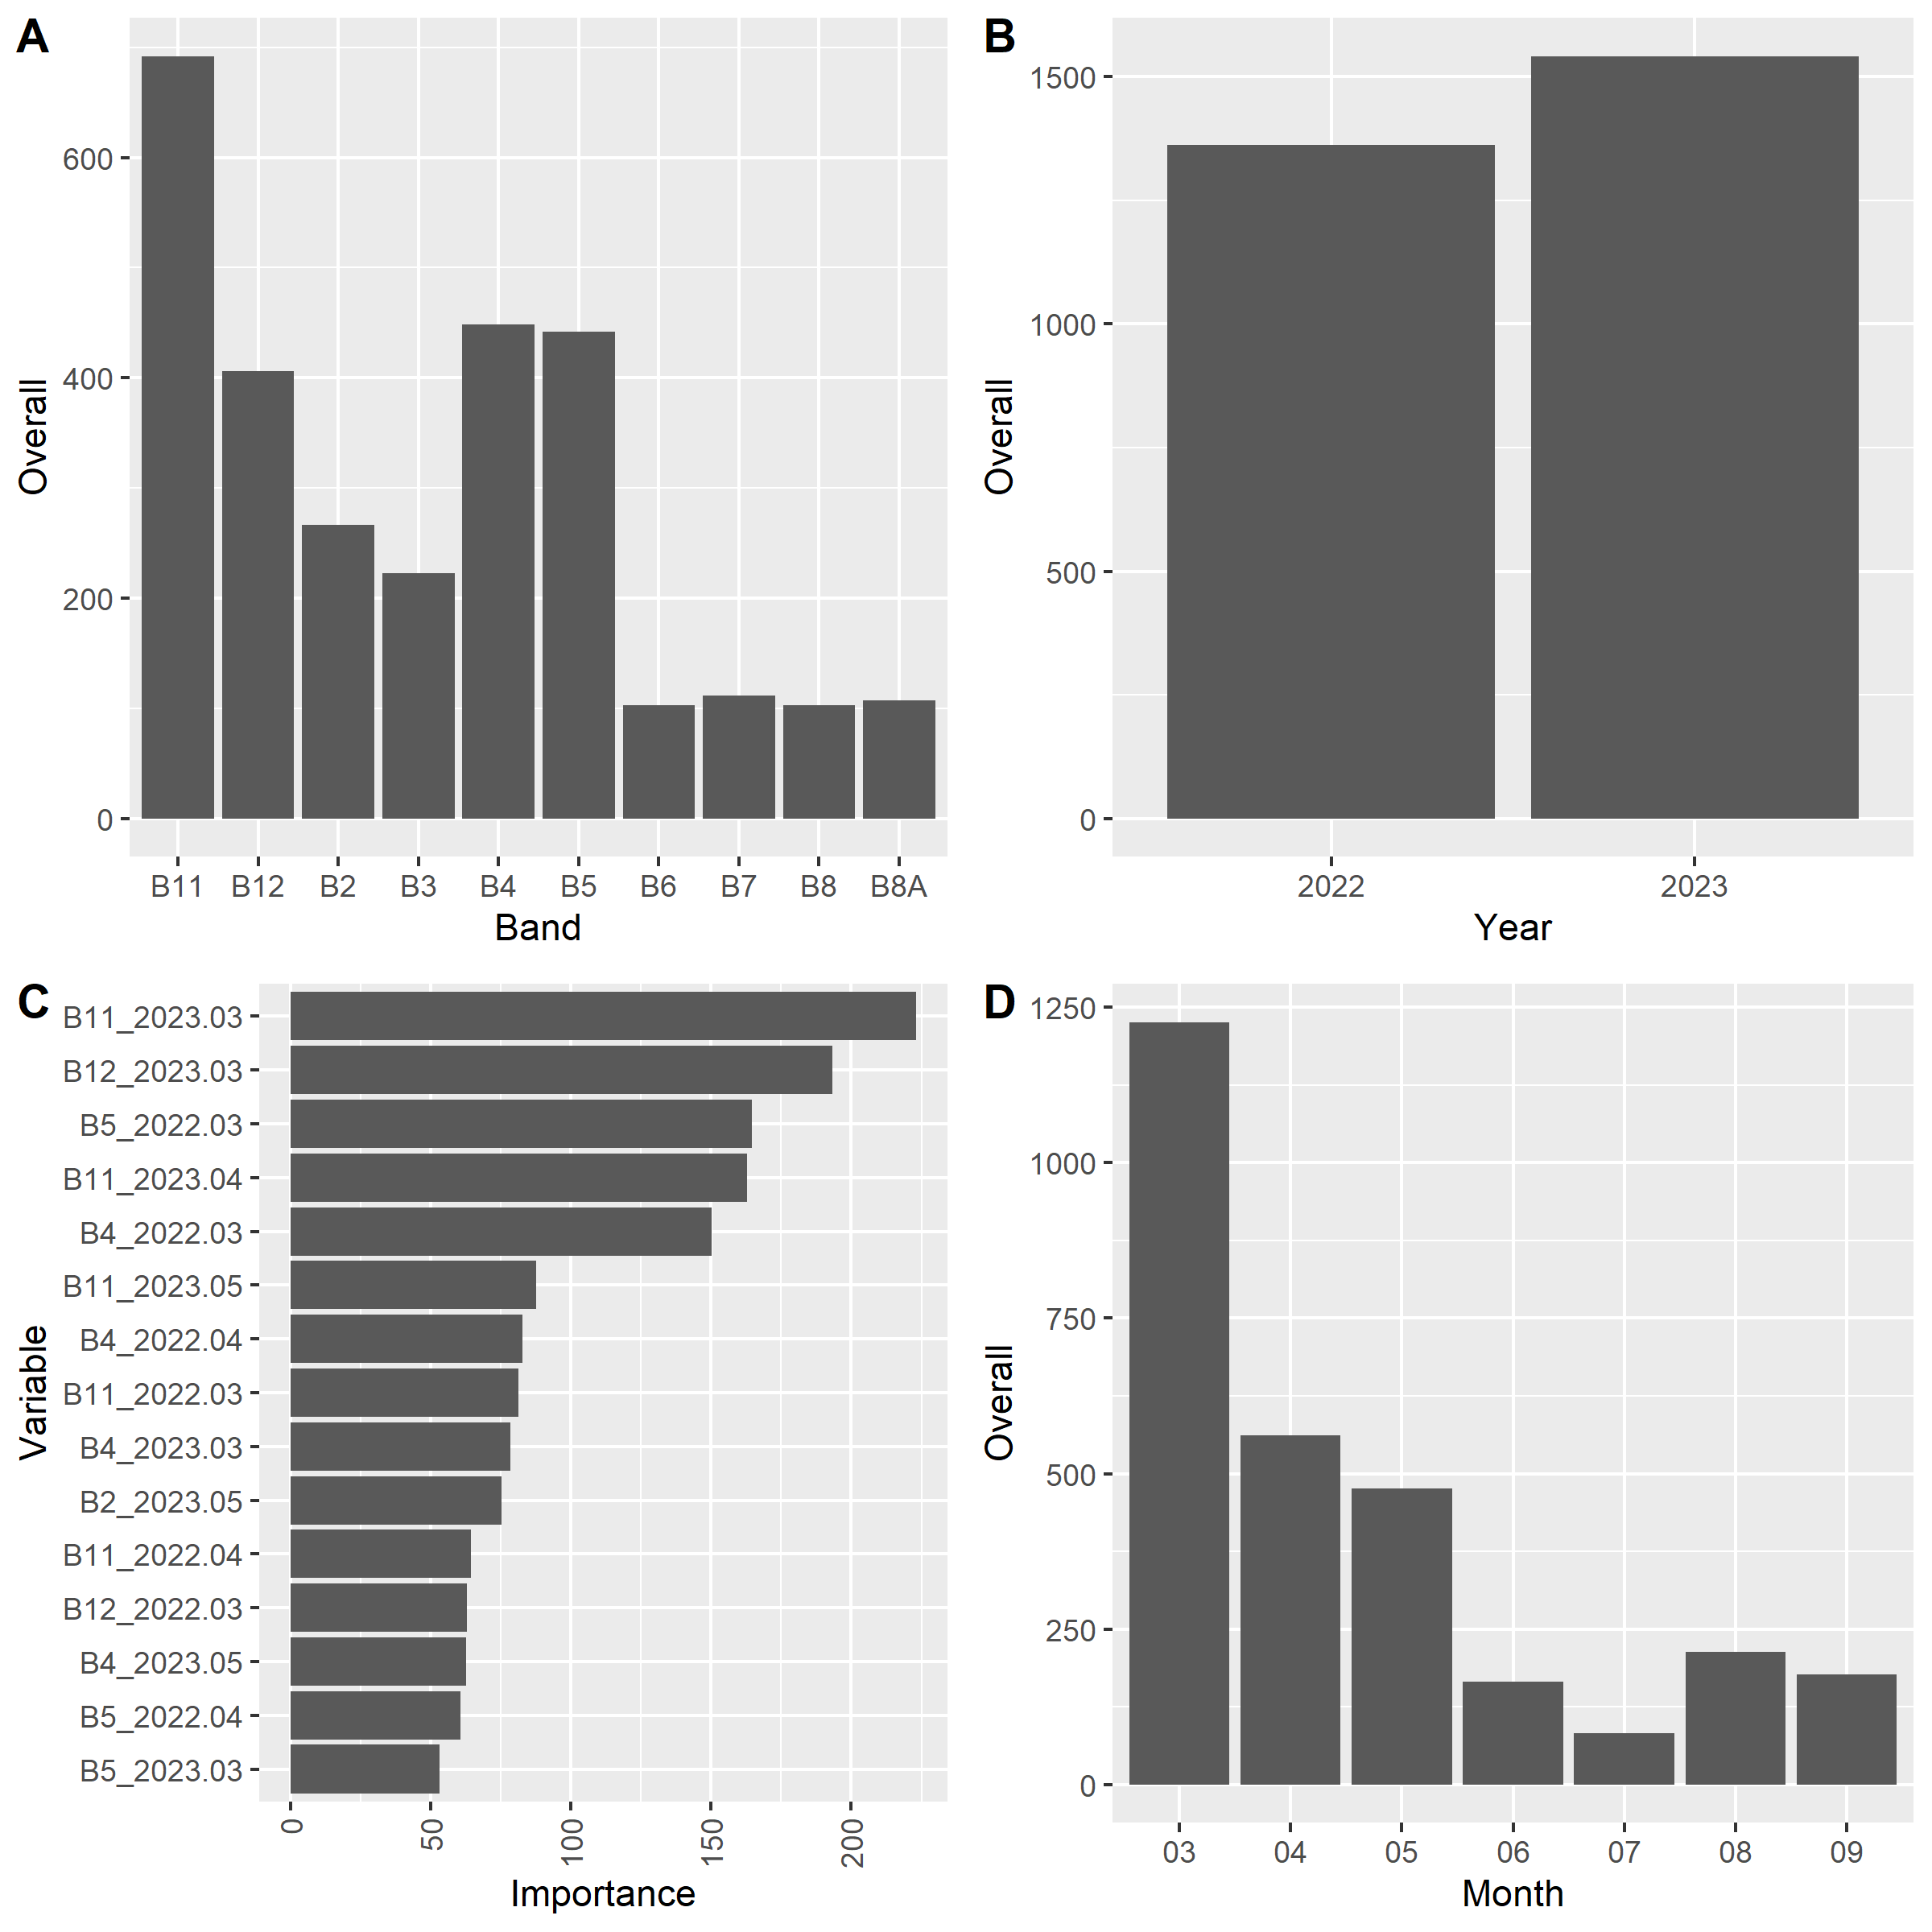 A
Overall
600
400
200
0
B11 B12 B2 B3 B4 B5 B6 B7 B8 B8A
Band
B
Overall
1500
1000
500
0
2022 2023
Year
C
Variable
B11_2023.03
B12_2023.03
B5_2022.03
B11_2023.04
B4_2022.03
B11_2023.05
B4_2022.04
B11_2022.03
B4_2023.03
B2_2023.05
B11_2022.04
B12_2022.03
B4_2023.05
B5_2022.04
B5_2023.03
0 50 100 150 200
Importance
D
Overall
1250
1000
750
500
250
0
03 04 05 06 07 08 09
Month